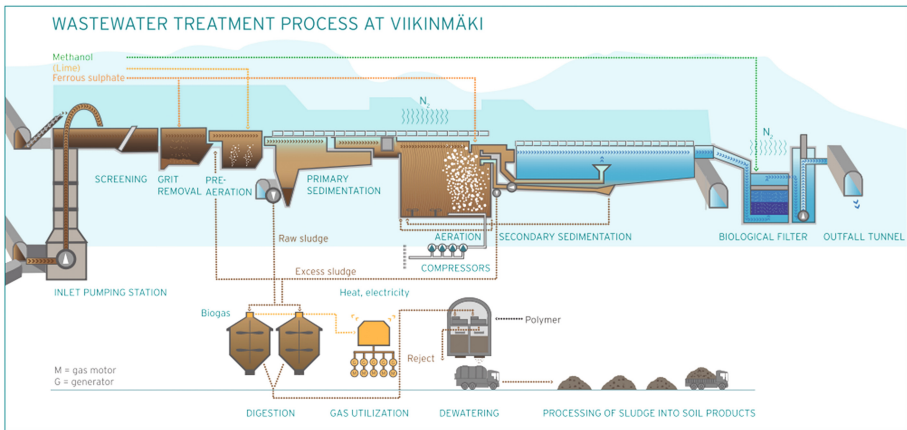 WASTEWATER TREATMENT PROCESS AT VIIKINMÄKI
Methanol
(Lime)
Ferrous sulphate
N₂
N₂
SCREENING
GRIT
REMOVAL
PRE-
AERATION
PRIMARY
SEDIMENTATION
AERATION
SECONDARY SEDIMENTATION
BIOLOGICAL FILTER
OUTFALL TUNNEL
COMPRESSORS
Raw sludge
Excess sludge
INLET PUMPING STATION
Heat, electricity
Biogas
Polymer
Reject
M = gas motor
G = generator
DIGESTION
GAS UTILIZATION
DEWATERING
PROCESSING OF SLUDGE INTO SOIL PRODUCTS